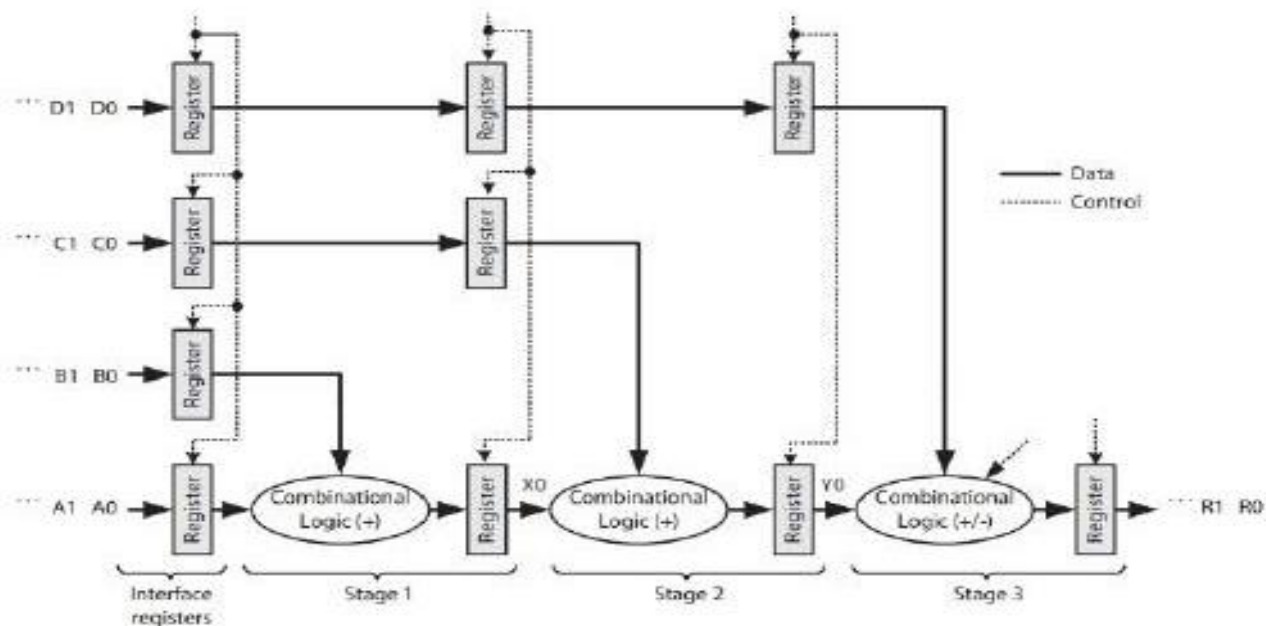 Register
Register
Register
... D1 D0
Data
Control
Register
Register
... C1 C0
Register
... B1 B0
Register
Register
Register
Register
... A1 A0
Combinational
Logic (+)
X0
Combinational
Logic (+)
Y0
Combinational
Logic (+/-)
... R1 R0
Interface
registers
Stage 1
Stage 2
Stage 3